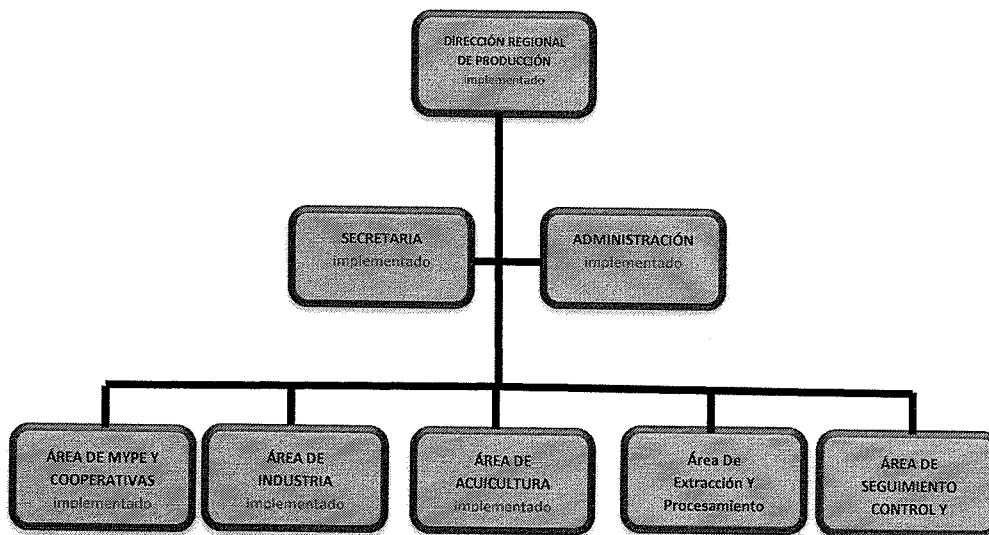 DIRECCIÓN REGIONAL
DE PRODUCCIÓN
implementado
SECRETARIA
implementado
ADMINISTRACIÓN
implementado
ÁREA DE MYPE Y
COOPERATIVAS
implementado
ÁREA DE
INDUSTRIA
implementado
ÁREA DE
ACUICULTURA
implementado
Área De
Extracción Y
Procesamiento
ÁREA DE
SEGUIMIENTO
CONTROL Y